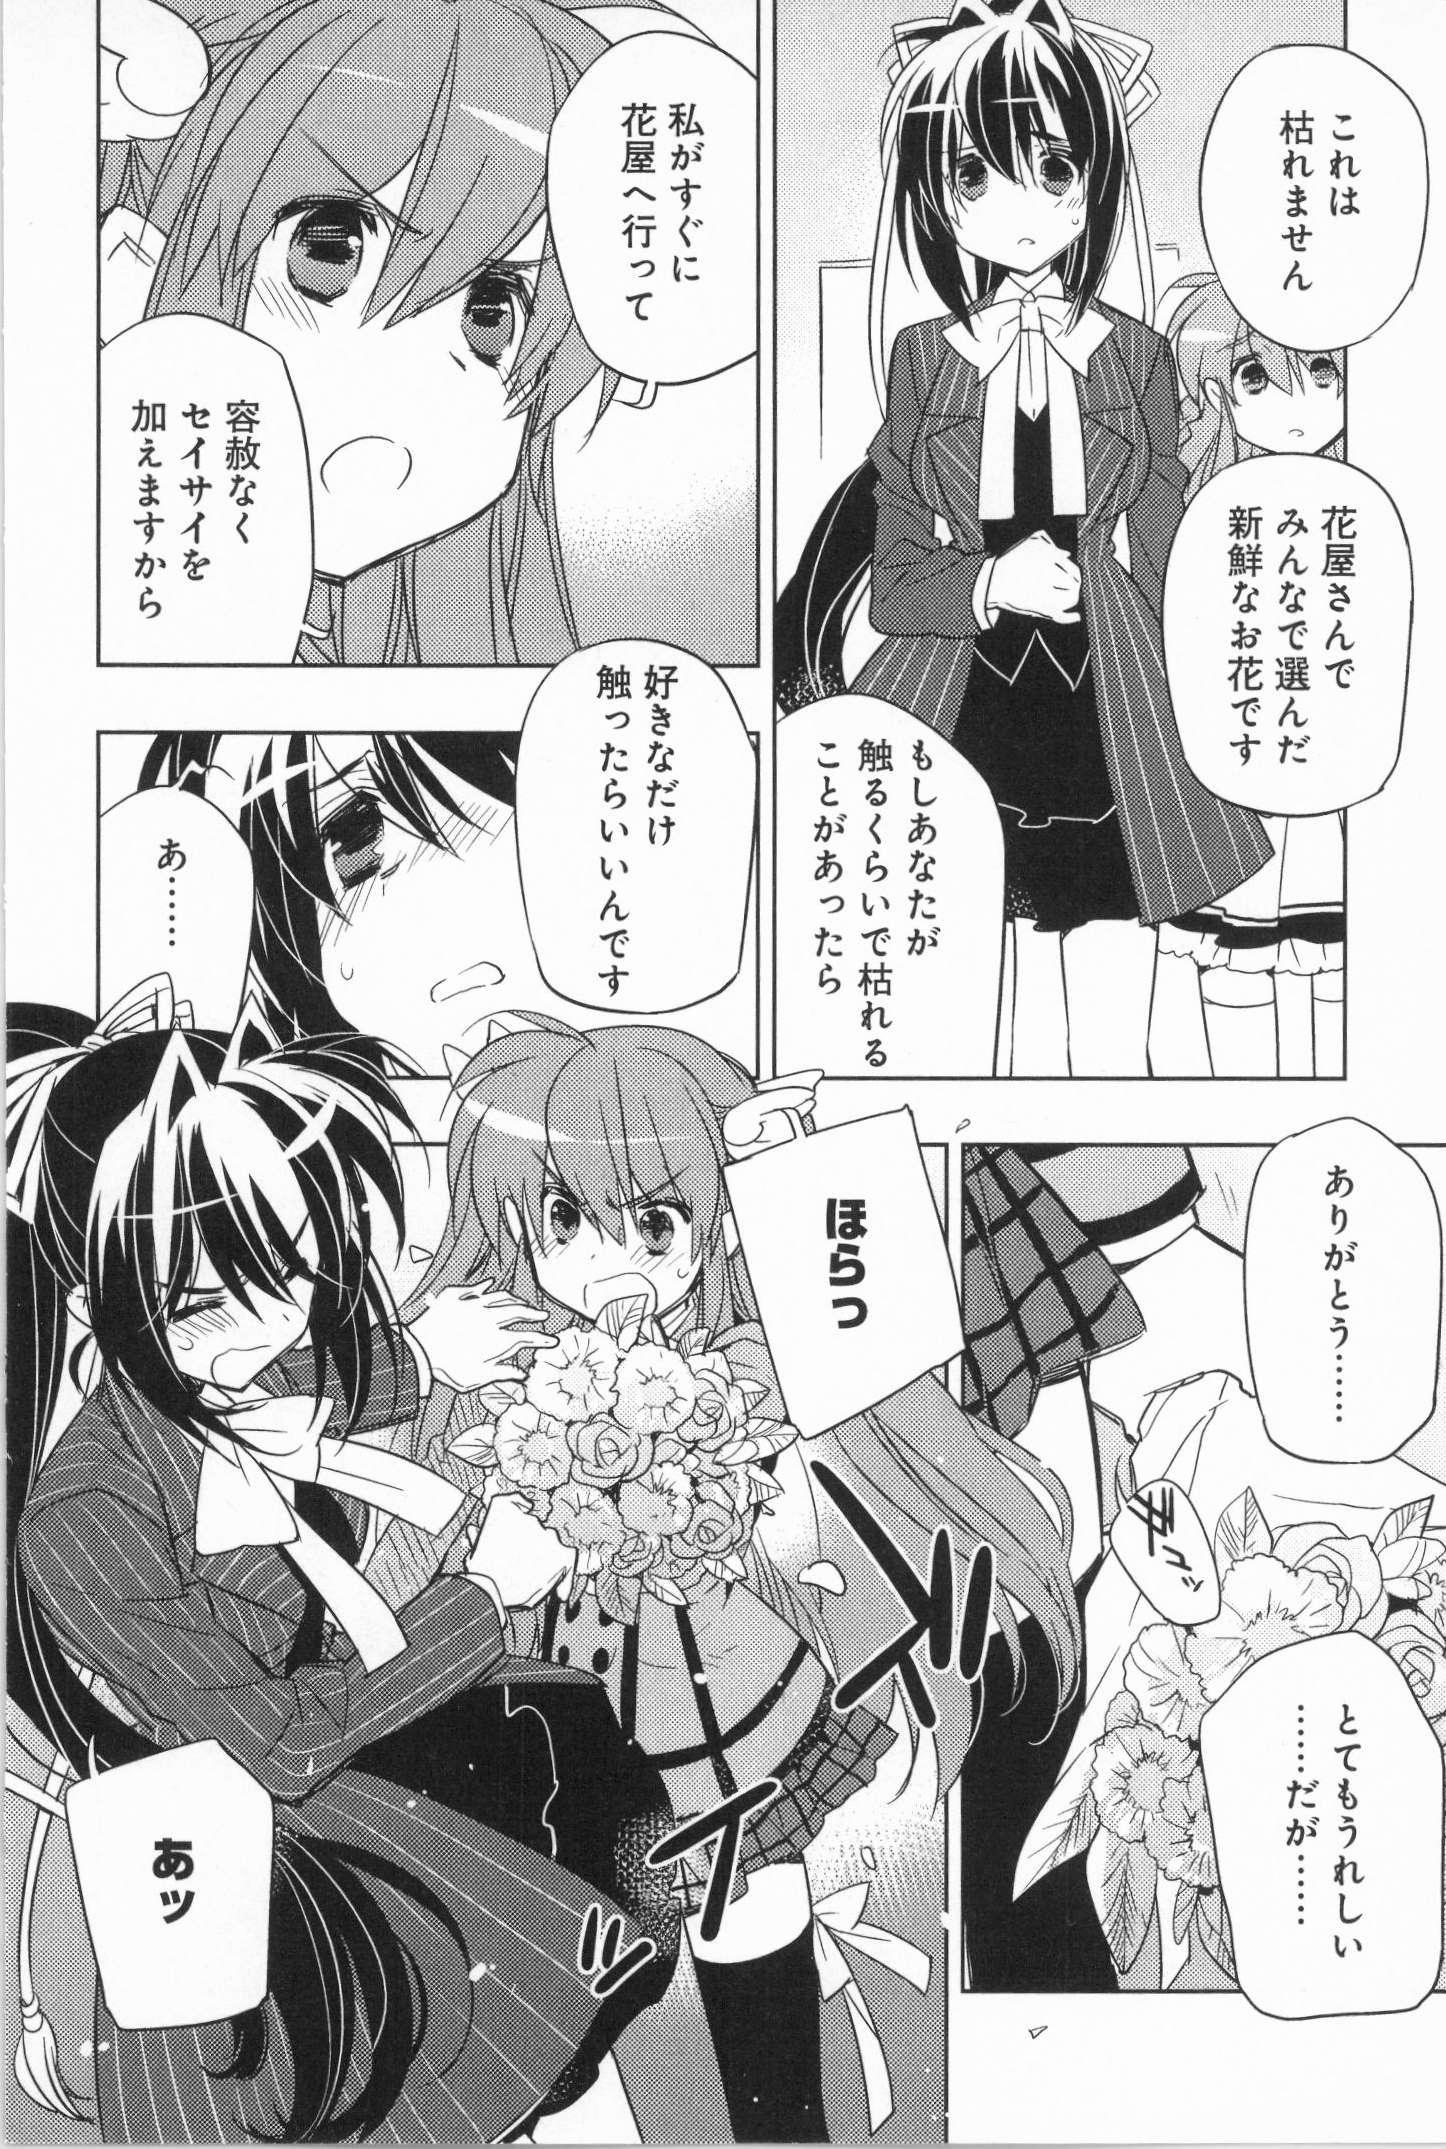 これは
枯れません
花屋さんで
みんなで選んだ
新鮮なお花です
もしあなたが
触るくらいで枯れる
ことがあったら
私がすぐに
花屋へ行って
容赦なく
セイサイを
加えますから
好きなだけ
触ったらいいんです
あ……
ありがとう……
ギュッ
とてもうれしい
……だが……
ほらっ
ズイッ
あッ